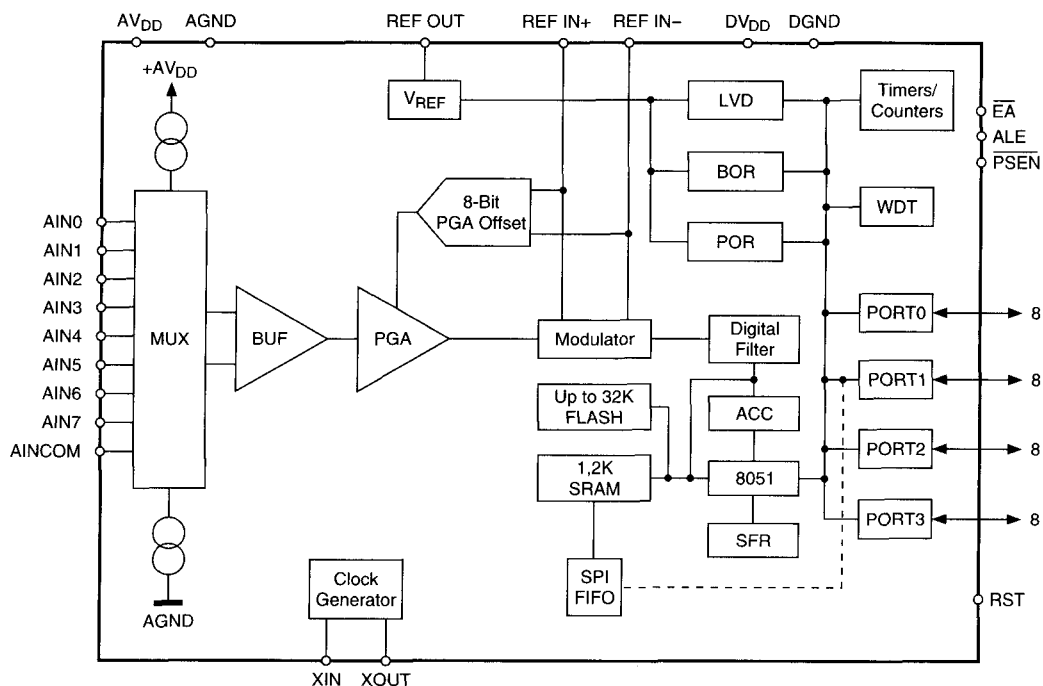 AVDD AGND REF OUT REF IN+ REF IN− DVDD DGND
+AVDD
VREF
LVD
Timers/
Counters
EA
ALE
PSEN
8-Bit
PGA Offset
BOR
WDT
POR
AIN0
AIN1
AIN2
AIN3
AIN4
AIN5
AIN6
AIN7
AINCOM
MUX
BUF
PGA
Modulator
Digital
Filter
PORT0 8
PORT1 8
PORT2 8
PORT3 8
Up to 32K
FLASH
ACC
1,2K
SRAM
8051
SFR
SPI
FIFO
Clock
Generator
AGND
RST
XIN XOUT